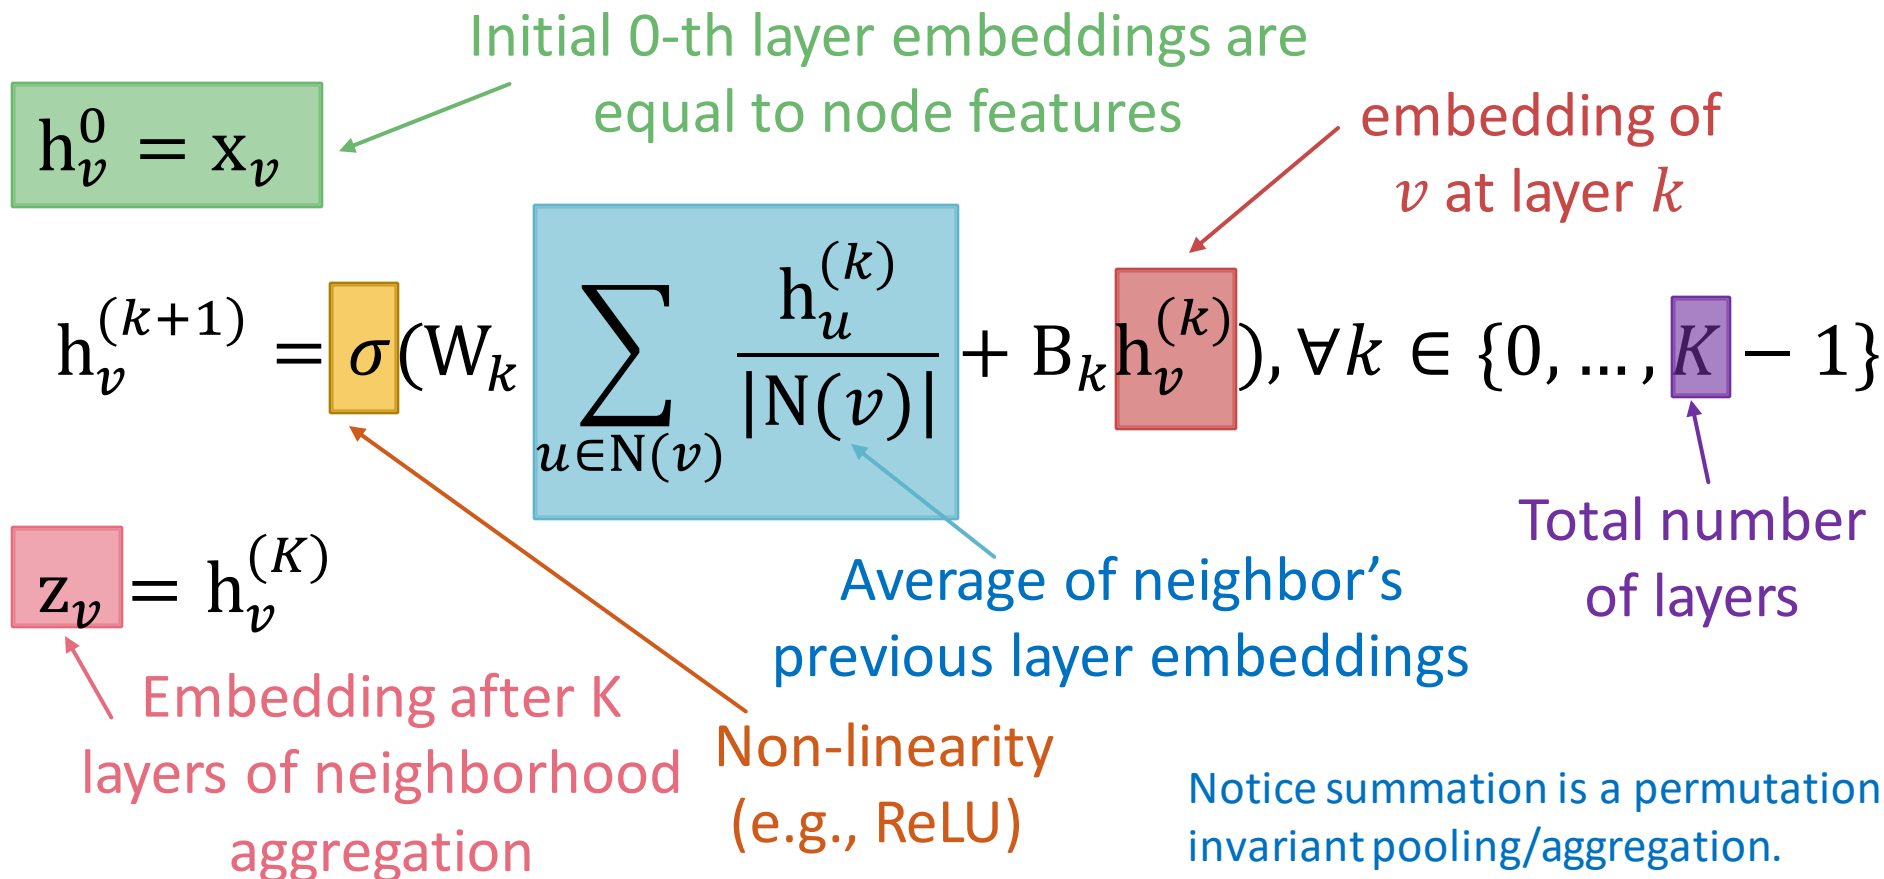 Initial 0-th layer embeddings are
equal to node features
h_v^0 = x_v
embedding of
v at layer k
h_v^{(k+1)} = σ(W_k ∑_{u∈N(v)} \frac{h_u^{(k)}}{|N(v)|} + B_k h_v^{(k)}), ∀k ∈ {0, …, K − 1}
Total number
of layers
z_v = h_v^{(K)}
Average of neighbor’s
previous layer embeddings
Embedding after K
layers of neighborhood
aggregation
Non-linearity
(e.g., ReLU)
Notice summation is a permutation
invariant pooling/aggregation.